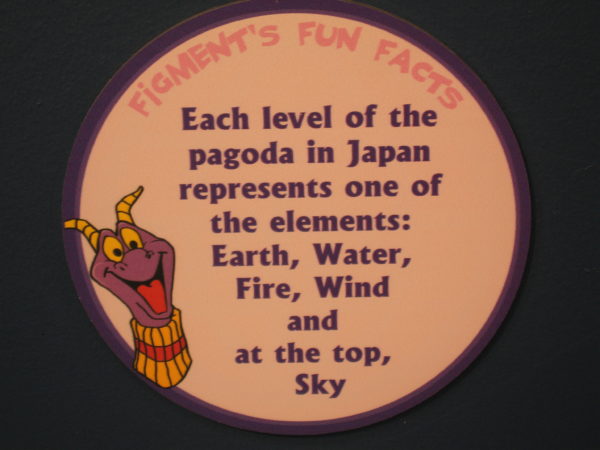 FiGMENT'S FUN FACTS
Each level of the
pagoda in Japan
represents one of
the elements:
Earth, Water,
Fire, Wind
and
at the top,
Sky